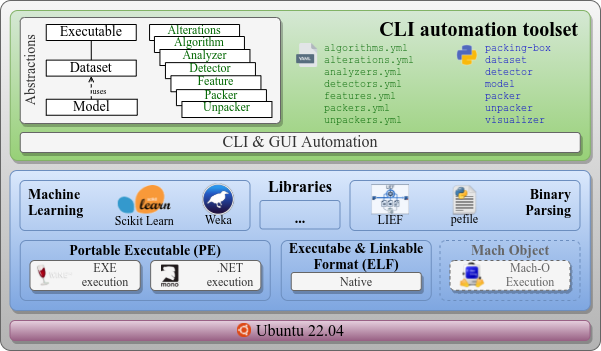 CLI automation toolset
Abstractions
Executable
Dataset
uses
Model
Alterations
Algorithm
Analyzer
Detector
Feature
Packer
Unpacker
YAML
algorithms.yml
alterations.yml
analyzers.yml
detectors.yml
features.yml
packers.yml
unpackers.yml
packing-box
dataset
detector
model
packer
unpacker
visualizer
CLI & GUI Automation
Machine
Learning
learn
Scikit Learn
Weka
Libraries
...
LIEF
pefile
Binary
Parsing
Portable Executable (PE)
EXE
execution
mono
.NET
execution
Executabe & Linkable
Format (ELF)
Native
Mach Object
Mach-O
Execution
Ubuntu 22.04